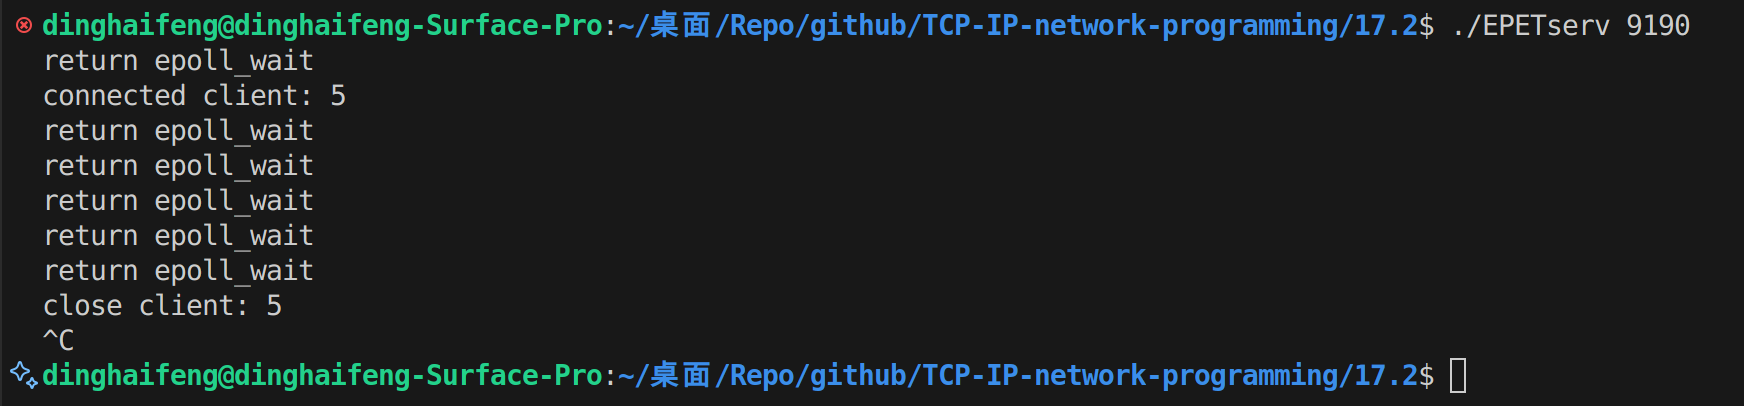 dinghaifeng@dinghaifeng-Surface-Pro:~/桌面/Repo/github/TCP-IP-network-programming/17.2$ ./EPETserv 9190
return epoll_wait
connected client: 5
return epoll_wait
return epoll_wait
return epoll_wait
return epoll_wait
return epoll_wait
close client: 5
^C
dinghaifeng@dinghaifeng-Surface-Pro:~/桌面/Repo/github/TCP-IP-network-programming/17.2$